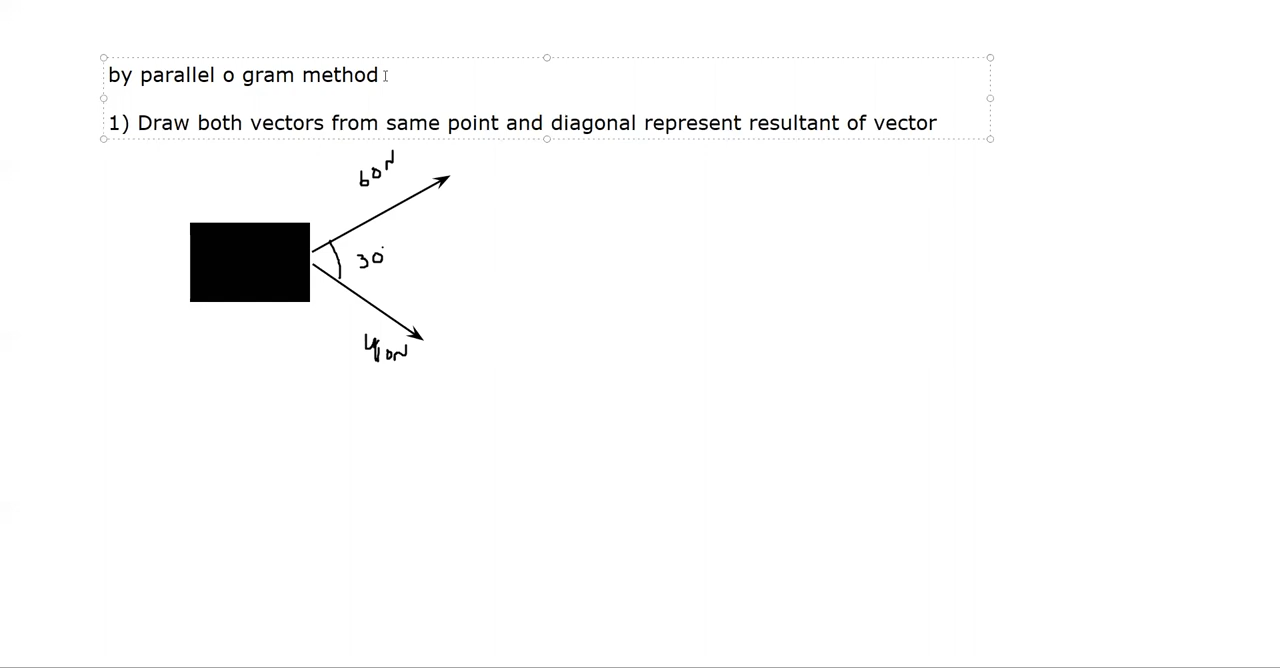 by parallel o gram method
1) Draw both vectors from same point and diagonal represent resultant of vector
60N
30°
40N